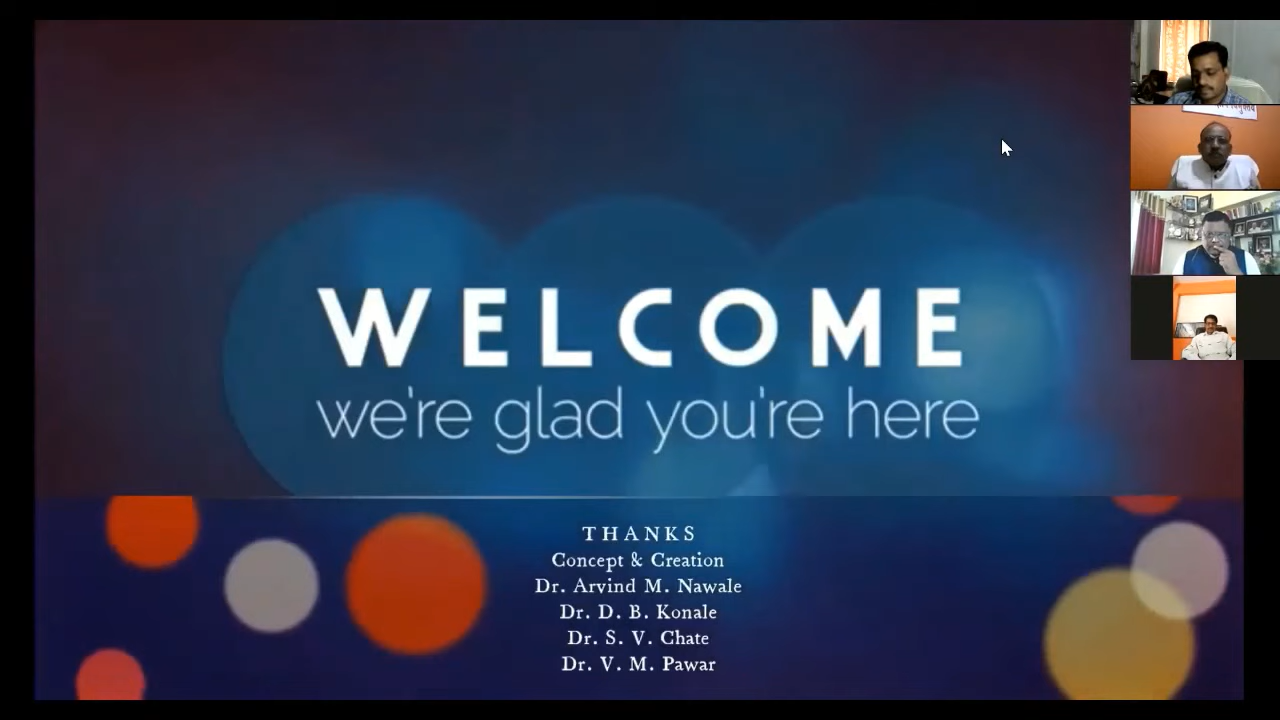 WELCOME
we're glad you're here
THANKS
Concept & Creation
Dr. Arvind M. Nawale
Dr. D. B. Konale
Dr. S. V. Chate
Dr. V. M. Pawar